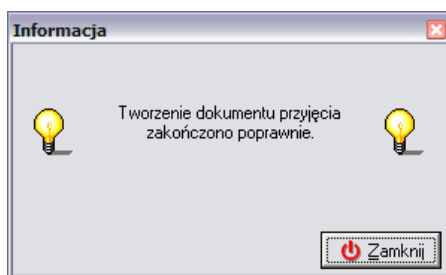 Informacja
Tworzenie dokumentu przyjęcia
zakończono poprawnie.
Zamknij